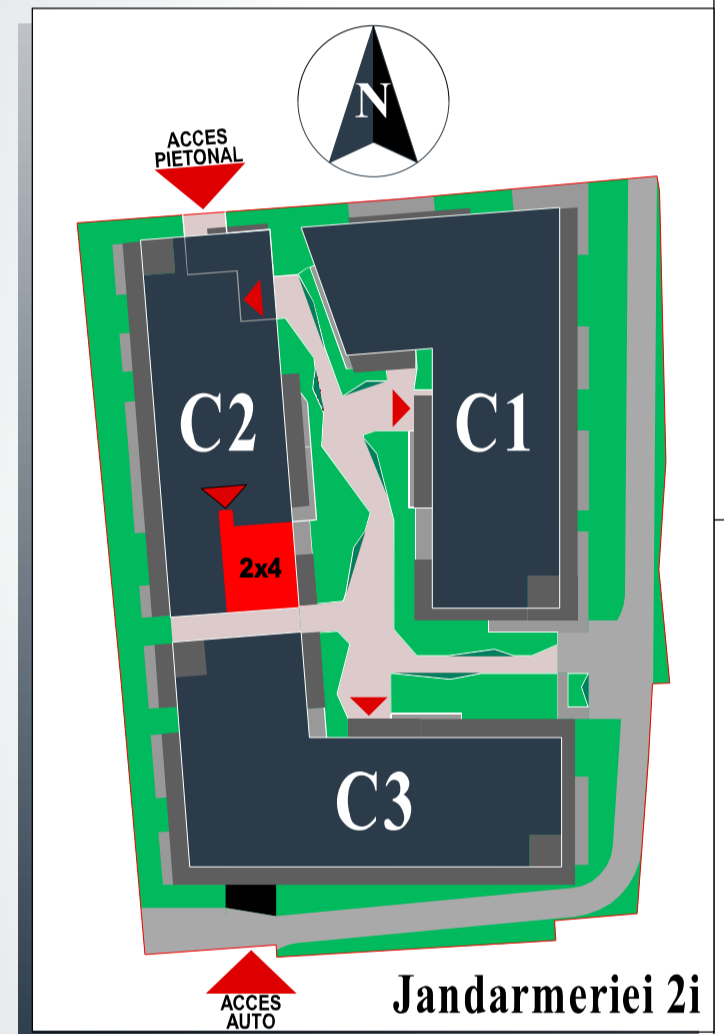 N
ACCES
PIETONAL
C2
C1
2x4
C3
Jandarmeriei 2i
ACCES
AUTO